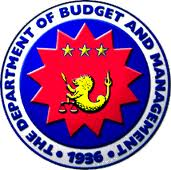 THE DEPARTMENT OF BUDGET AND MANAGEMENT
1936